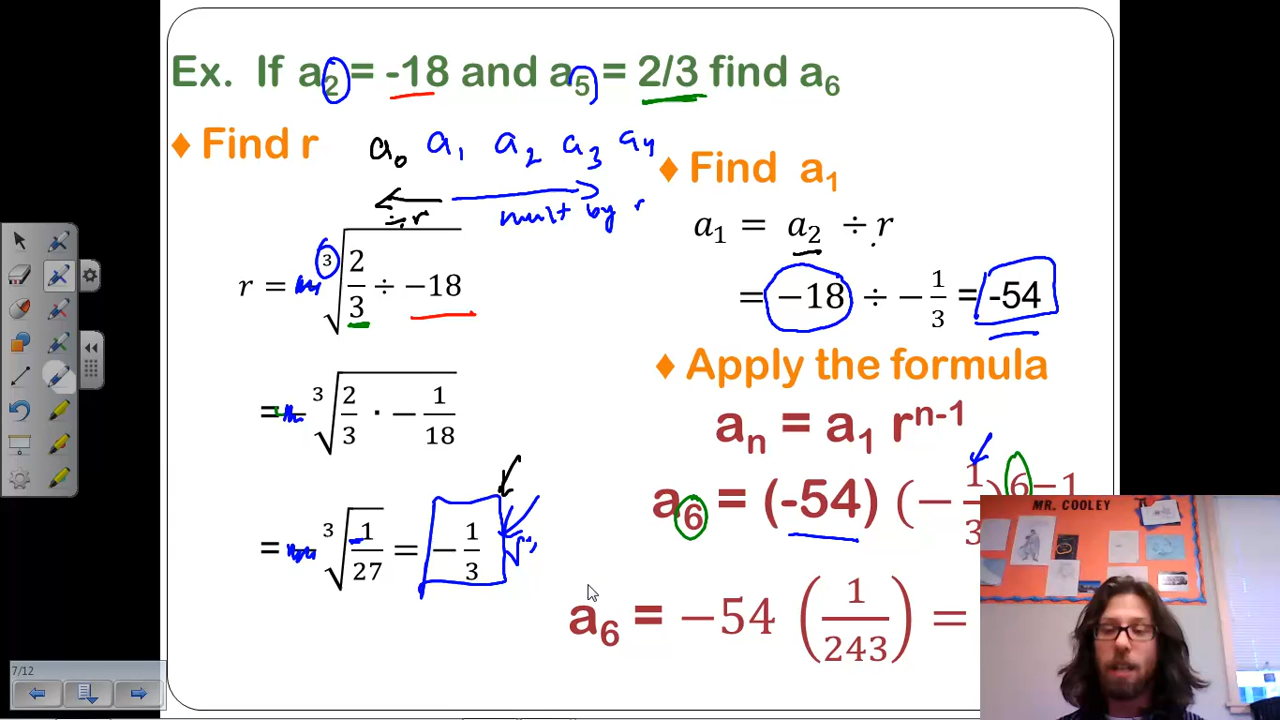 Ex. If a₂ = -18 and a₅ = 2/3 find a₆
♦ Find r
a₀ a₁ a₂ a₃ a₄
÷ r
mult by r
r = ∛(2/3 ÷ −18)
= ∛(2/3 · − 1/18)
= ∛(-1/27) = − 1/3
♦ Find a₁
a₁ = a₂ ÷ r
= −18 ÷ − 1/3 = -54
♦ Apply the formula
aₙ = a₁ rⁿ⁻¹
a₆ = (-54) (− 1/3)⁶⁻¹
a₆ = −54 (1/243) =
MR. COOLEY
7/12